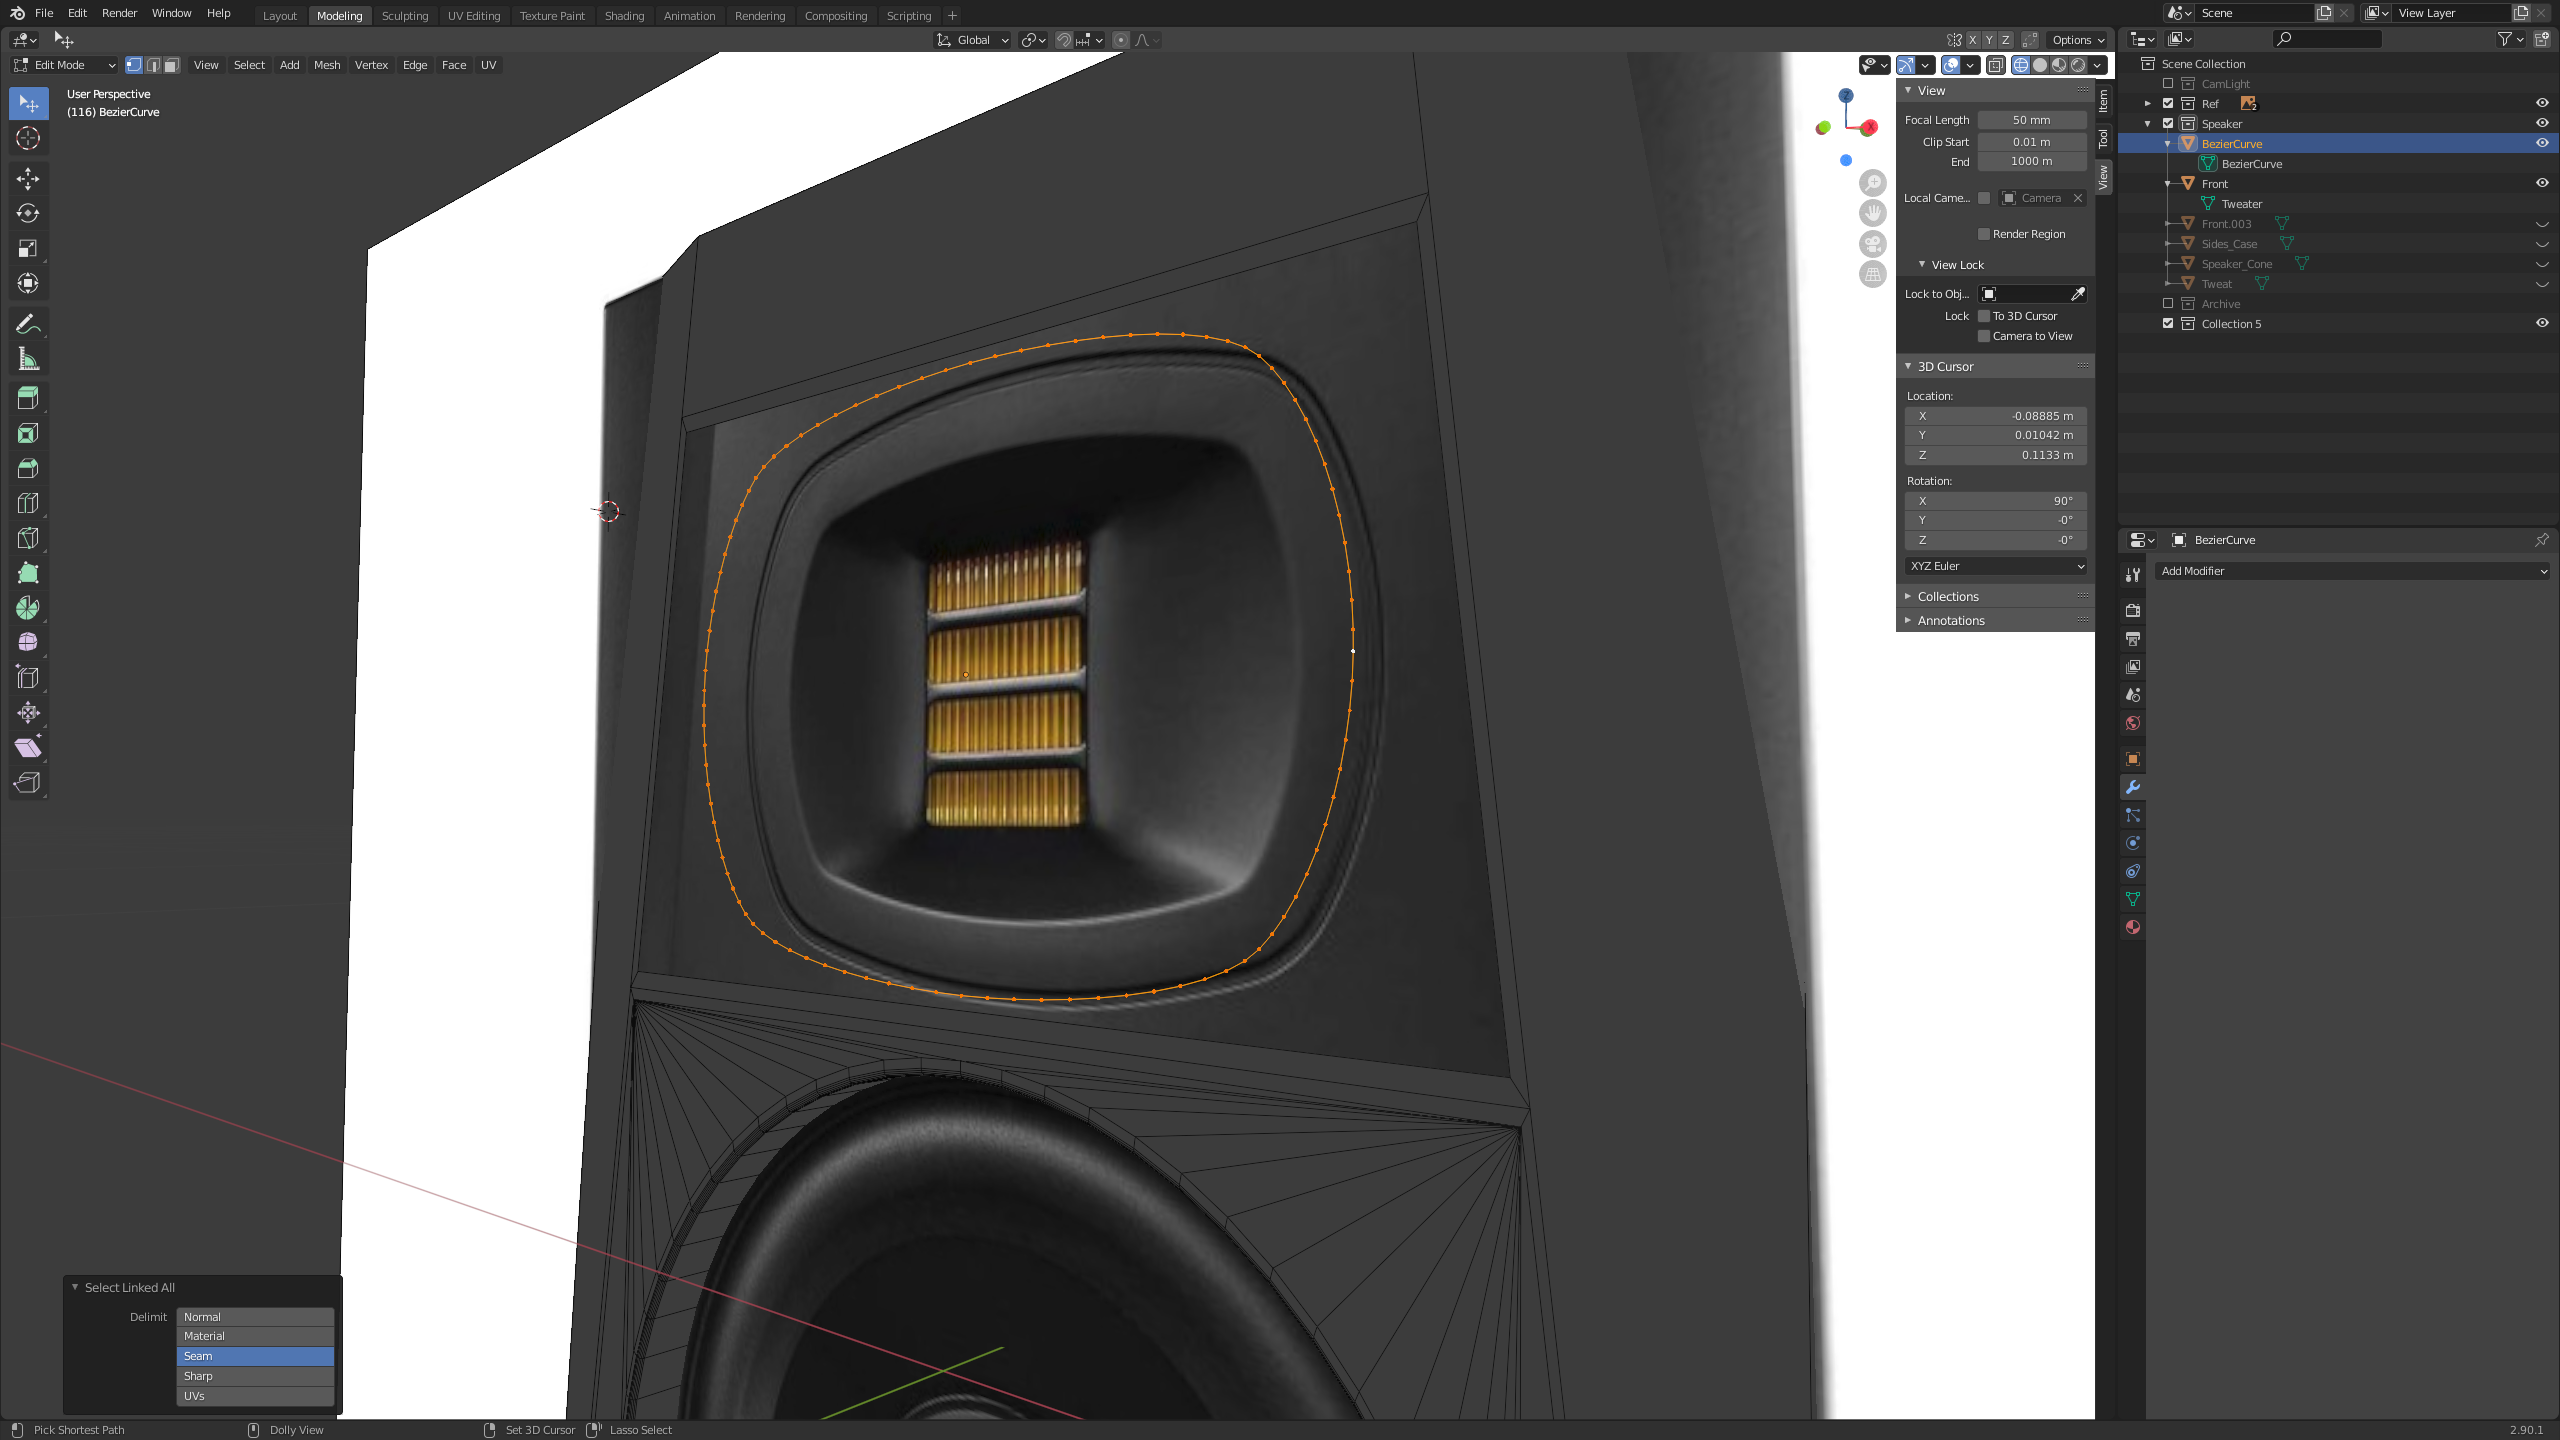 File Edit Render Window Help
Layout Modeling Sculpting UV Editing Texture Paint Shading Animation Rendering Compositing Scripting
Scene
View Layer
Global
X Y Z
Options
Edit Mode
View Select Add Mesh Vertex Edge Face UV
User Perspective
(116) BezierCurve
Z
X
View
Focal Length 50 mm
Clip Start 0.01 m
End 1000 m
Local Came... Camera
Render Region
View Lock
Lock to Obj...
Lock To 3D Cursor
Camera to View
3D Cursor
Location:
X -0.08885 m
Y 0.01042 m
Z 0.1133 m
Rotation:
X 90°
Y -0°
Z -0°
XYZ Euler
Collections
Annotations
Item
Tool
View
Scene Collection
CamLight
Ref 2
Speaker
BezierCurve
BezierCurve
Front
Tweater
Front.003
Sides_Case
Speaker_Cone
Tweat
Archive
Collection 5
BezierCurve
Add Modifier
Select Linked All
Delimit Normal
Material
Seam
Sharp
UVs
Pick Shortest Path
Dolly View
Set 3D Cursor
Lasso Select
2.90.1